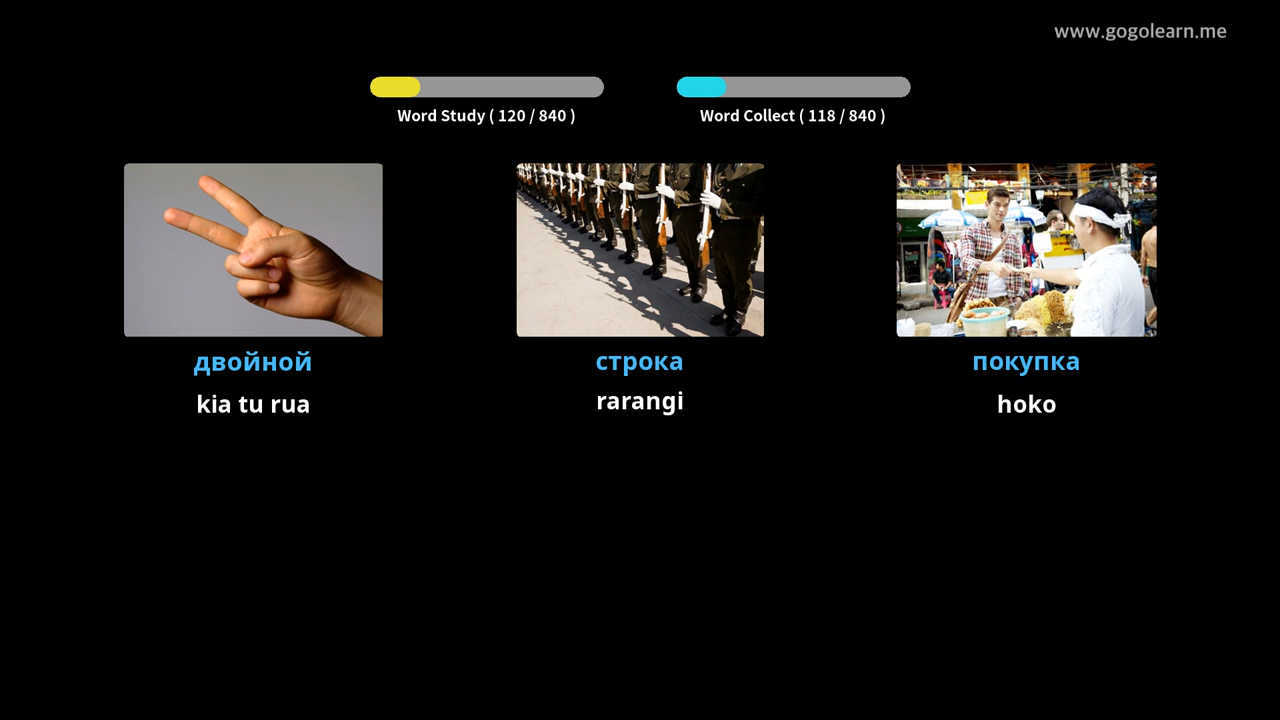 www.gogolearn.me
Word Study ( 120 / 840 )
Word Collect ( 118 / 840 )
двойной
строка
покупка
kia tu rua
rarangi
hoko